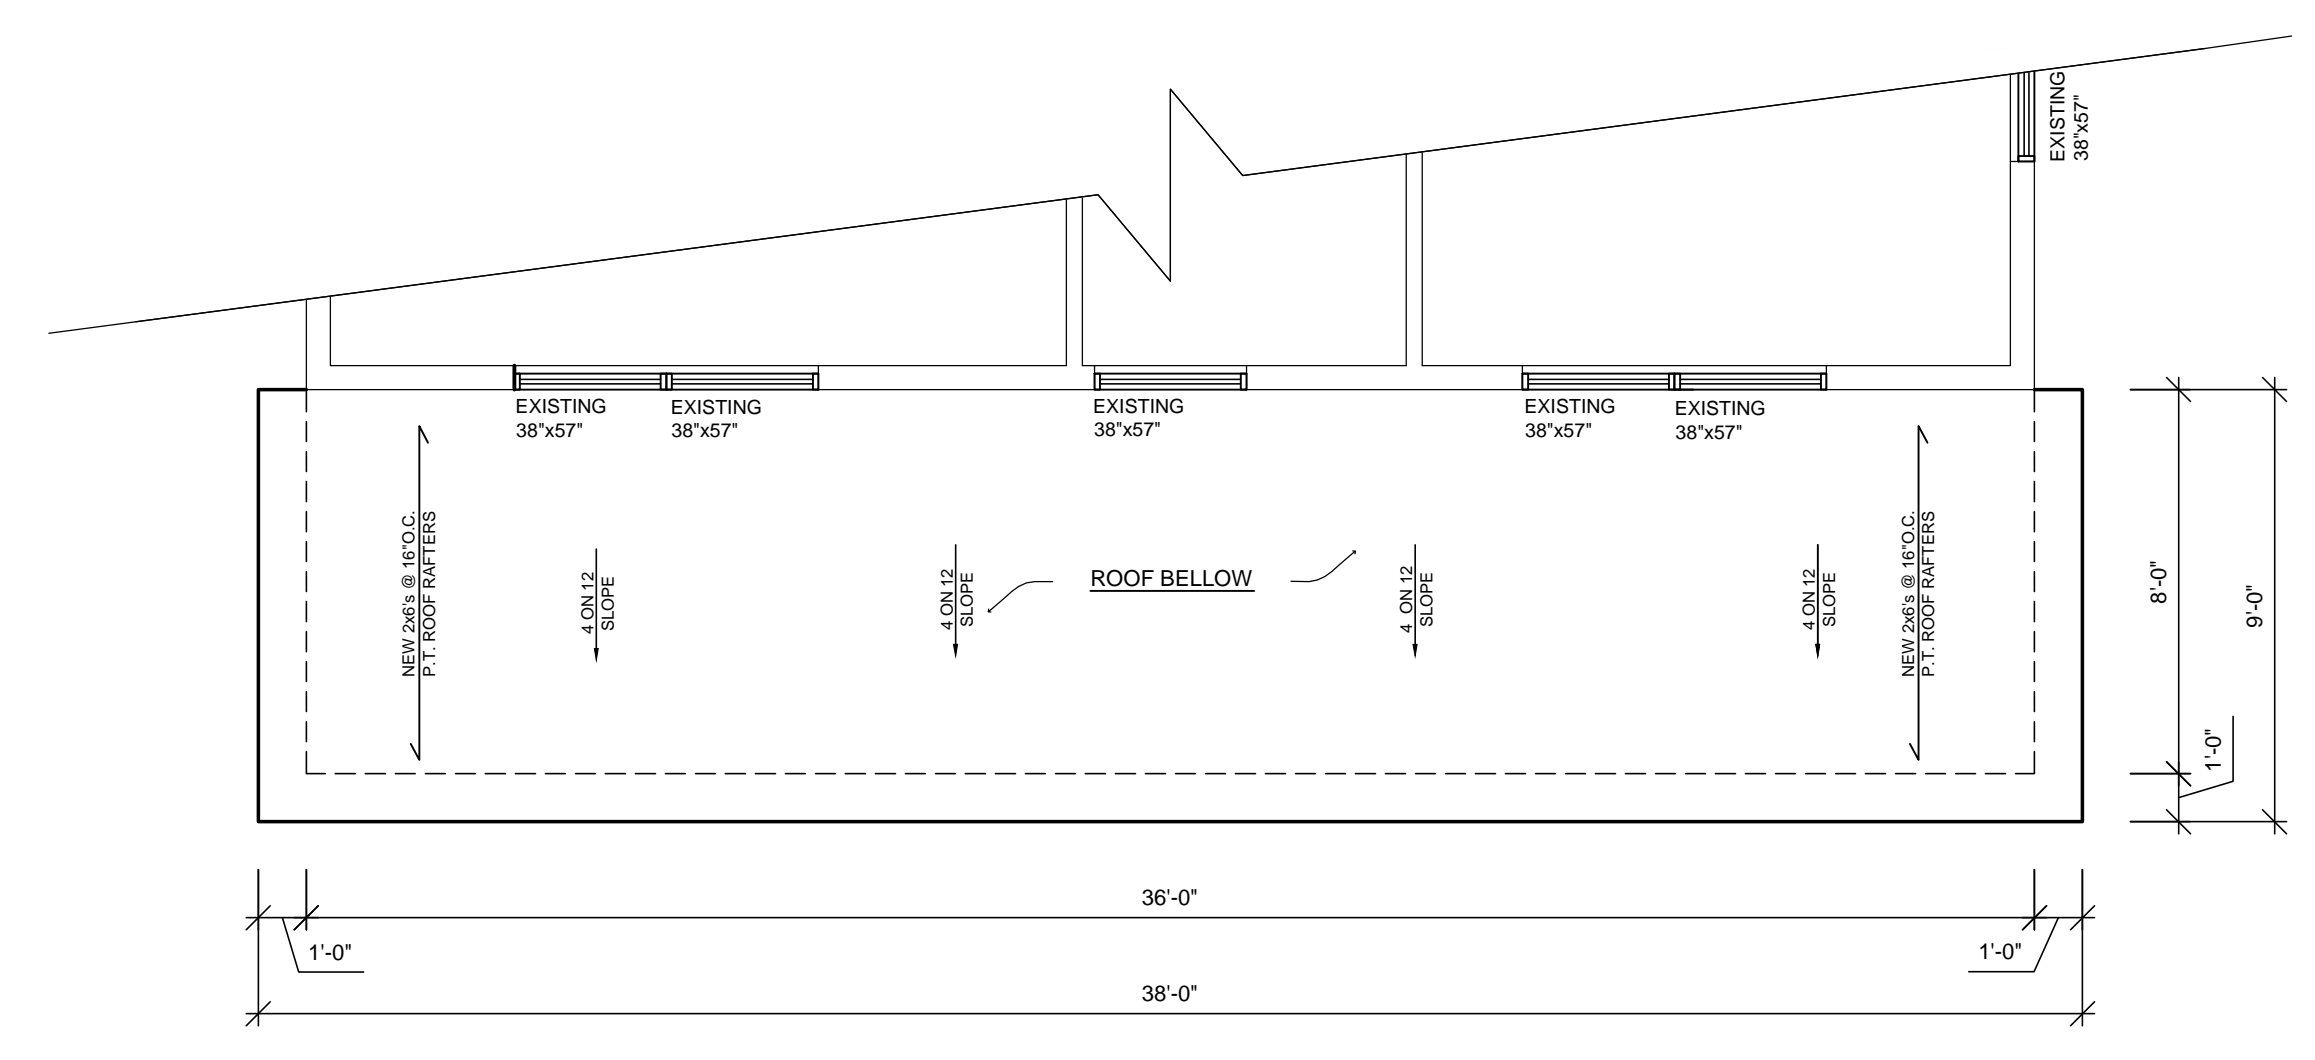 EXISTING
38"x57"
EXISTING
38"x57"
EXISTING
38"x57"
EXISTING
38"x57"
EXISTING
38"x57"
EXISTING
38"x57"
NEW 2x6's @ 16"O.C.
P.T. ROOF RAFTERS
4 ON 12
SLOPE
4 ON 12
SLOPE
ROOF BELLOW
4 ON 12
SLOPE
4 ON 12
SLOPE
NEW 2x6's @ 16"O.C.
P.T. ROOF RAFTERS
8'-0"
9'-0"
1'-0"
36'-0"
1'-0"
1'-0"
38'-0"